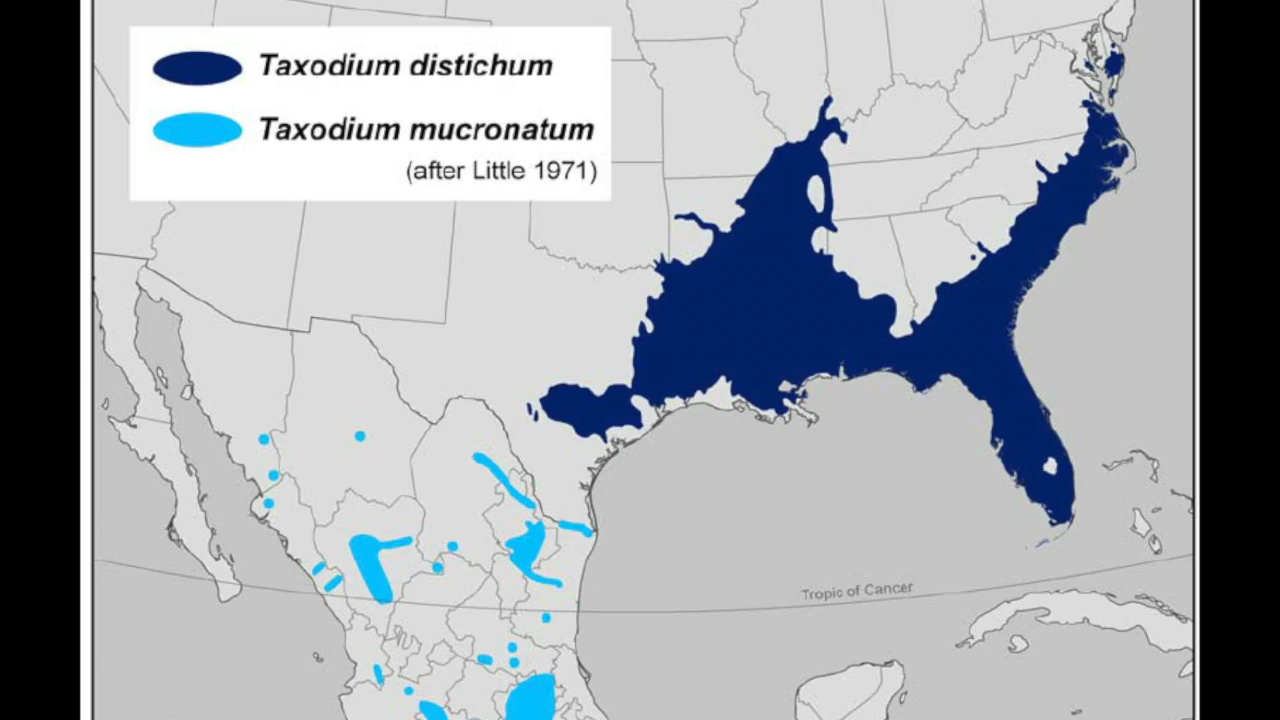 Taxodium distichum
Taxodium mucronatum
(after Little 1971)
Tropic of Cancer